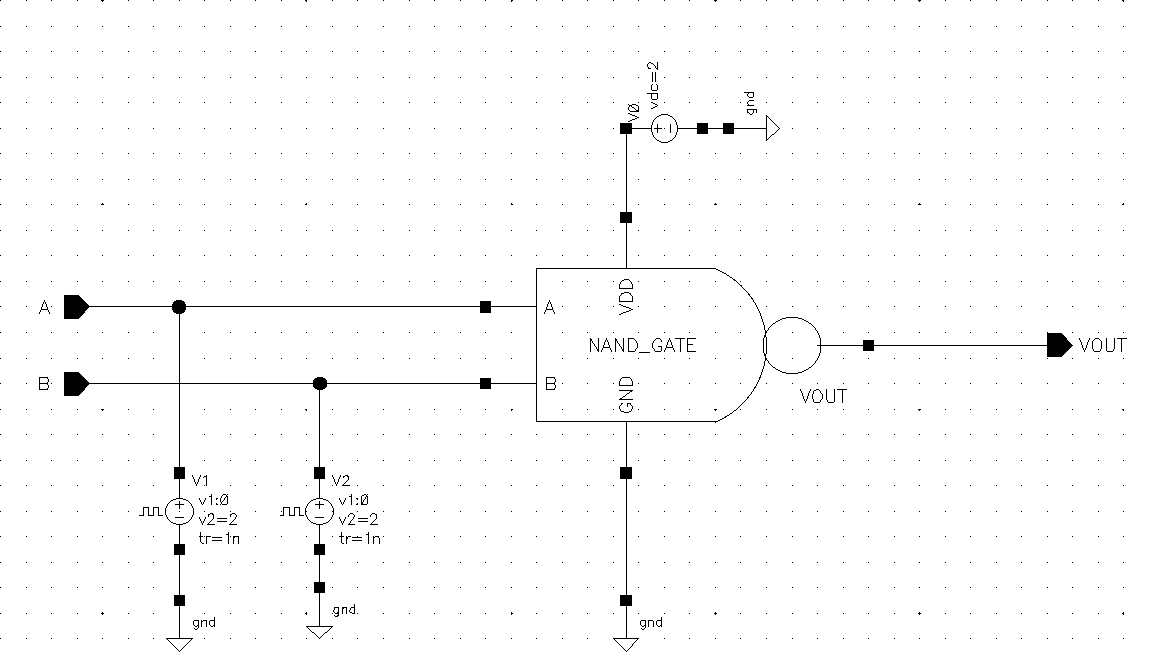 vdc=2
V0
gnd
A
A
VDD
NAND_GATE
VOUT
B
B
GND
VOUT
V1
v1:0
v2=2
tr=1n
V2
v1:0
v2=2
tr=1n
gnd
gnd
gnd